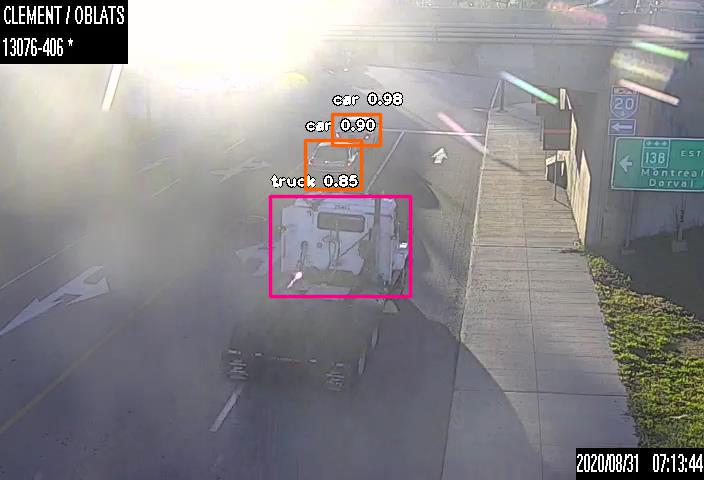 CLEMENT / OBLATS
13076-406 *
car 0.98
car 0.90
truck 0.85
20
138 EST
Montréal
Dorval
2020/08/31 07:13:44